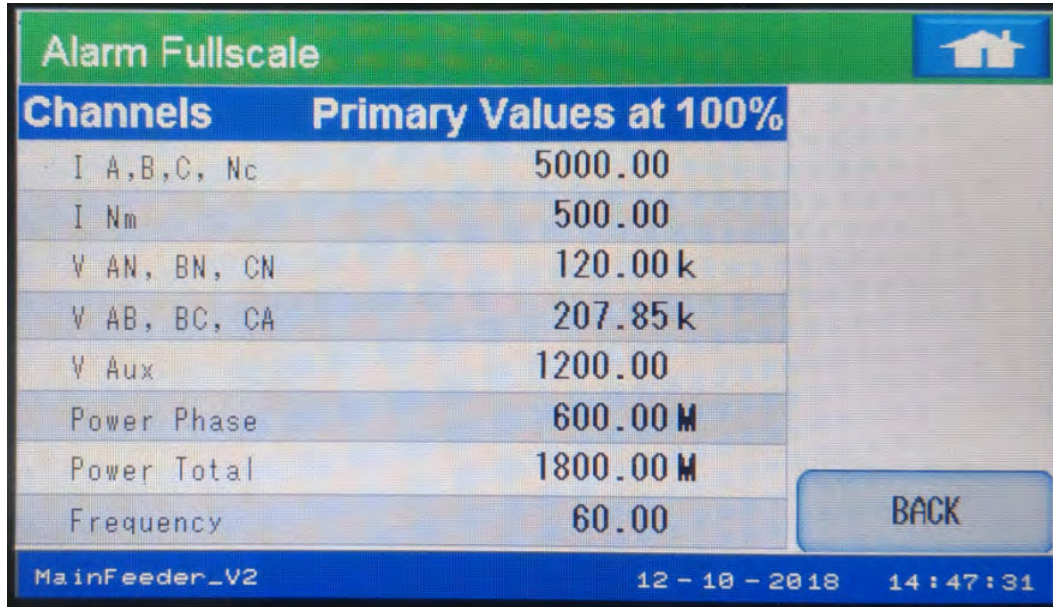 Alarm Fullscale
Channels Primary Values at 100%
I A,B,C, Nc 5000.00
I Nm 500.00
V AN, BN, CN 120.00k
V AB, BC, CA 207.85k
V Aux 1200.00
Power Phase 600.00M
Power Total 1800.00M
Frequency 60.00
BACK
MainFeeder_V2 12-10-2018 14:47:31